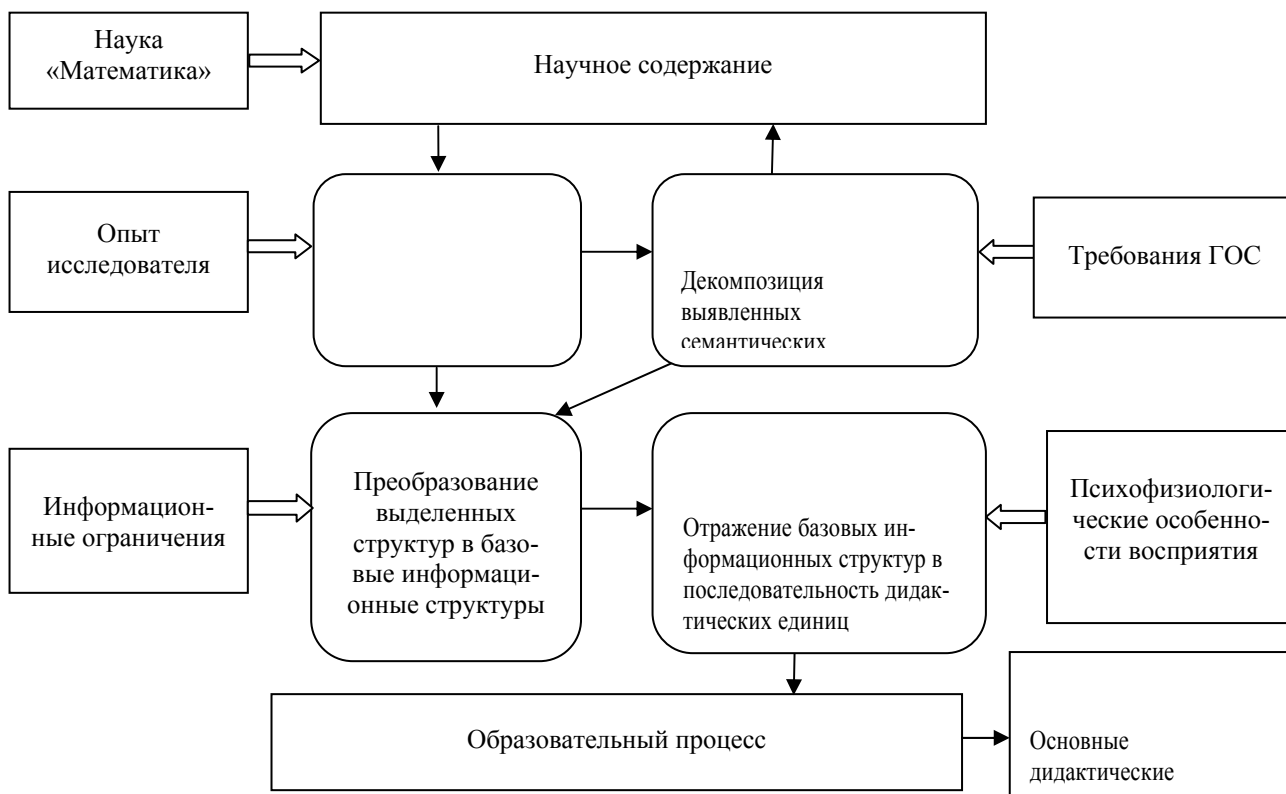 Наука
«Математика»
Научное содержание
Опыт
исследователя
Декомпозиция
выявленных
семантических
Требования ГОС
Информацион-
ные ограничения
Преобразование
выделенных
структур в базо-
вые информаци-
онные структуры
Отражение базовых ин-
формационных структур в
последовательность дидак-
тических единиц
Психофизиологи-
ческие особенно-
сти восприятия
Образовательный процесс
Основные
дидактические